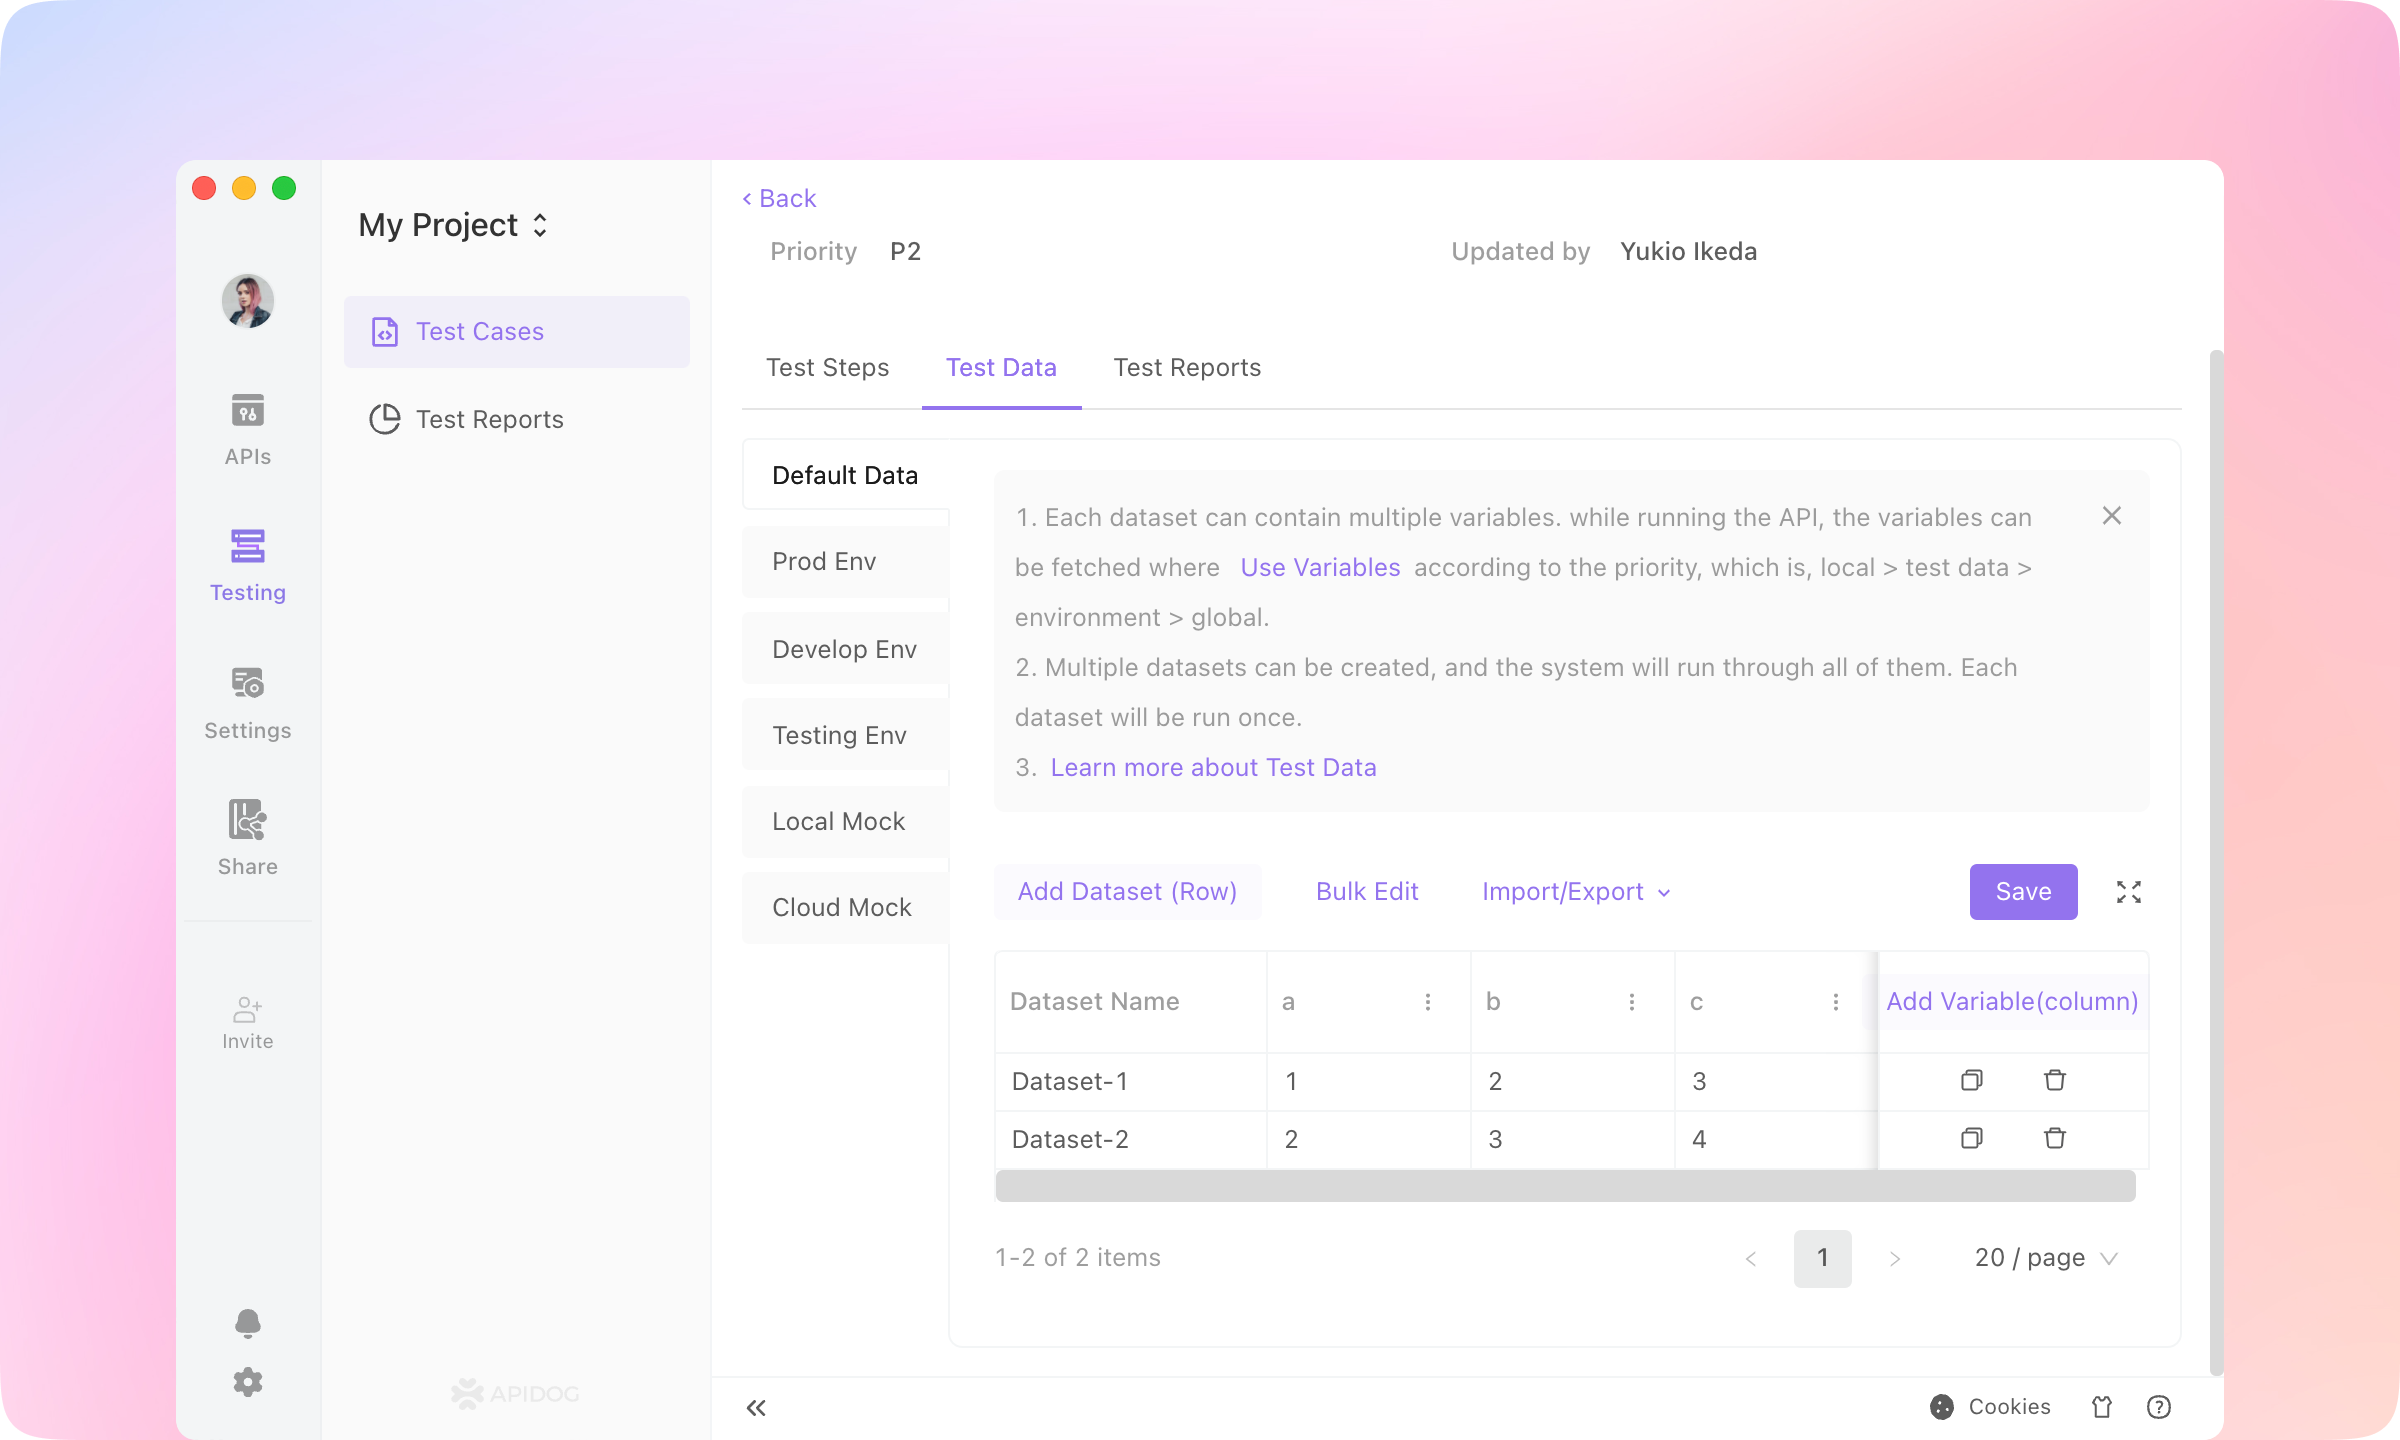 My Project
Test Cases
Test Reports
APIs
Testing
Settings
Share
Invite
APIDOG
Back
Priority P2
Updated by Yukio Ikeda
Test Steps Test Data Test Reports
Default Data
Prod Env
Develop Env
Testing Env
Local Mock
Cloud Mock
1. Each dataset can contain multiple variables. while running the API, the variables can
be fetched where Use Variables according to the priority, which is, local > test data >
environment > global.
2. Multiple datasets can be created, and the system will run through all of them. Each
dataset will be run once.
3. Learn more about Test Data
Add Dataset (Row) Bulk Edit Import/Export Save
Dataset Name a b c Add Variable(column)
Dataset-1 1 2 3
Dataset-2 2 3 4
1-2 of 2 items < 1 > 20 / page
Cookies